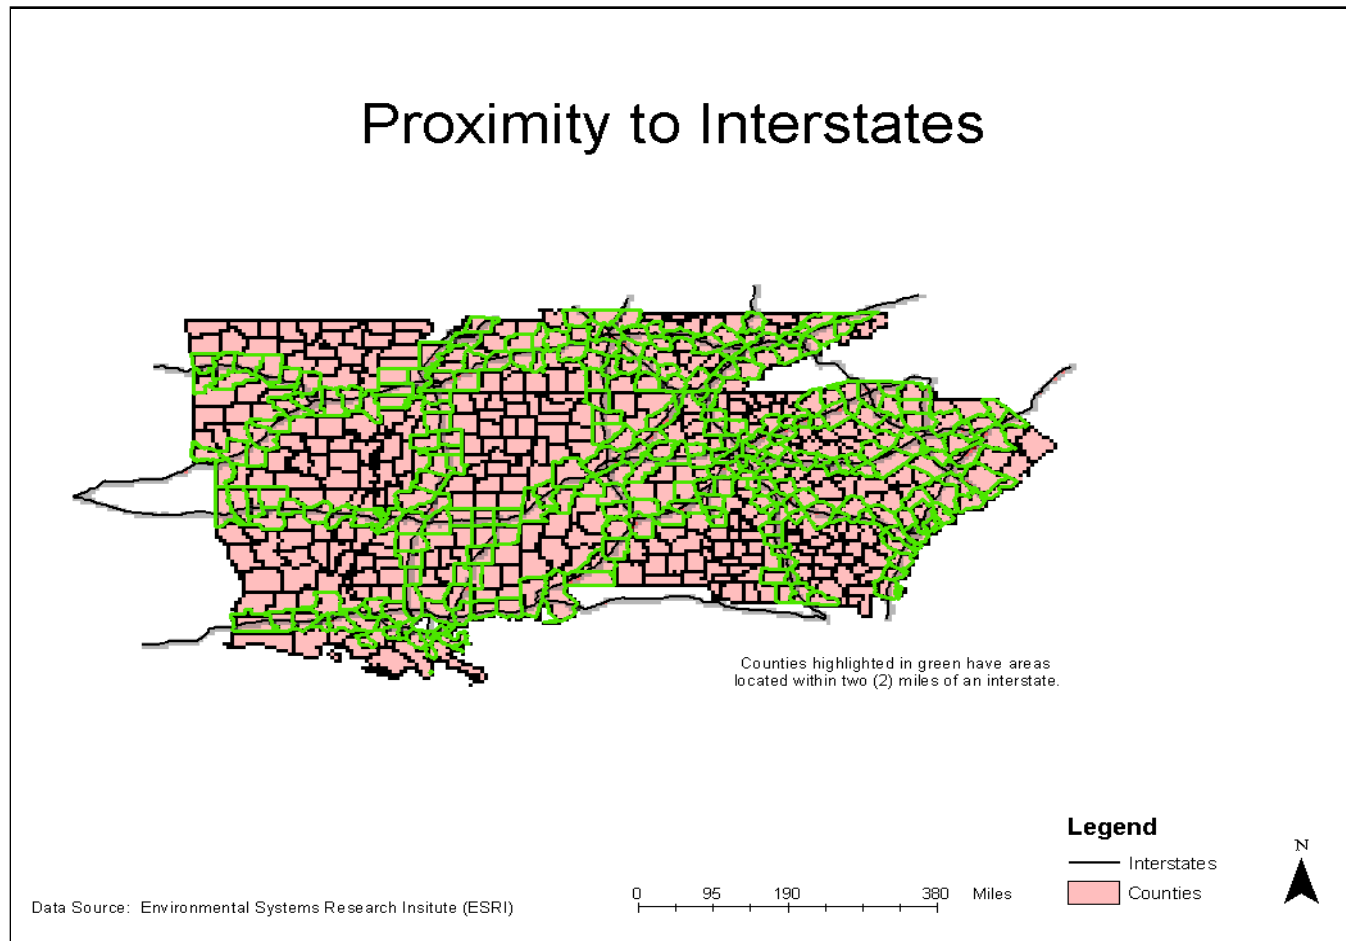 Proximity to Interstates
Counties highlighted in green have areas
located within two (2) miles of an interstate.
Legend
Interstates
Counties
N
0 95 190 380 Miles
Data Source: Environmental Systems Research Insitute (ESRI)